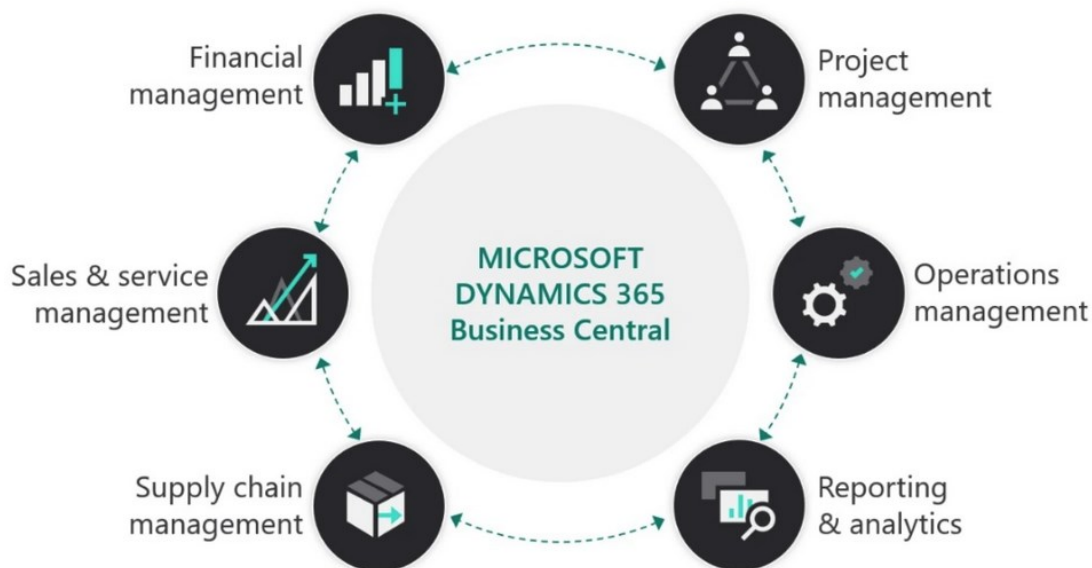 Financial
management
Project
management
Sales & service
management
MICROSOFT
DYNAMICS 365
Business Central
Operations
management
Supply chain
management
Reporting
& analytics